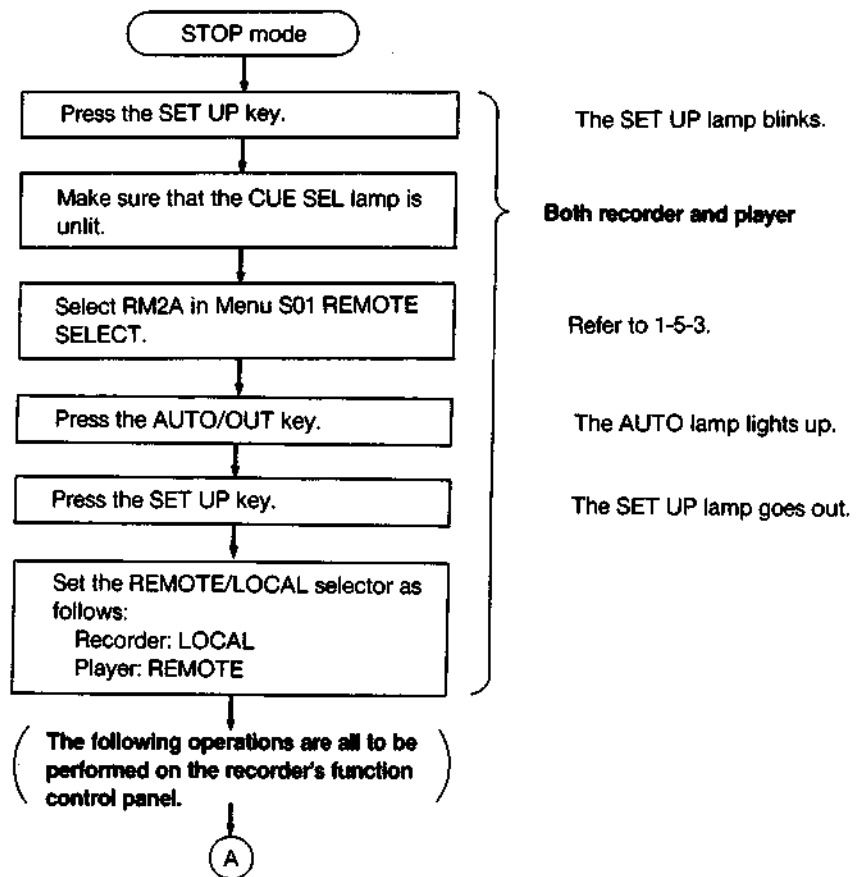 STOP mode
Press the SET UP key.
The SET UP lamp blinks.
Make sure that the CUE SEL lamp is
unlit.
Both recorder and player
Select RM2A in Menu S01 REMOTE
SELECT.
Refer to 1-5-3.
Press the AUTO/OUT key.
The AUTO lamp lights up.
Press the SET UP key.
The SET UP lamp goes out.
Set the REMOTE/LOCAL selector as
follows:
Recorder: LOCAL
Player: REMOTE
The following operations are all to be
performed on the recorder's function
control panel.
A